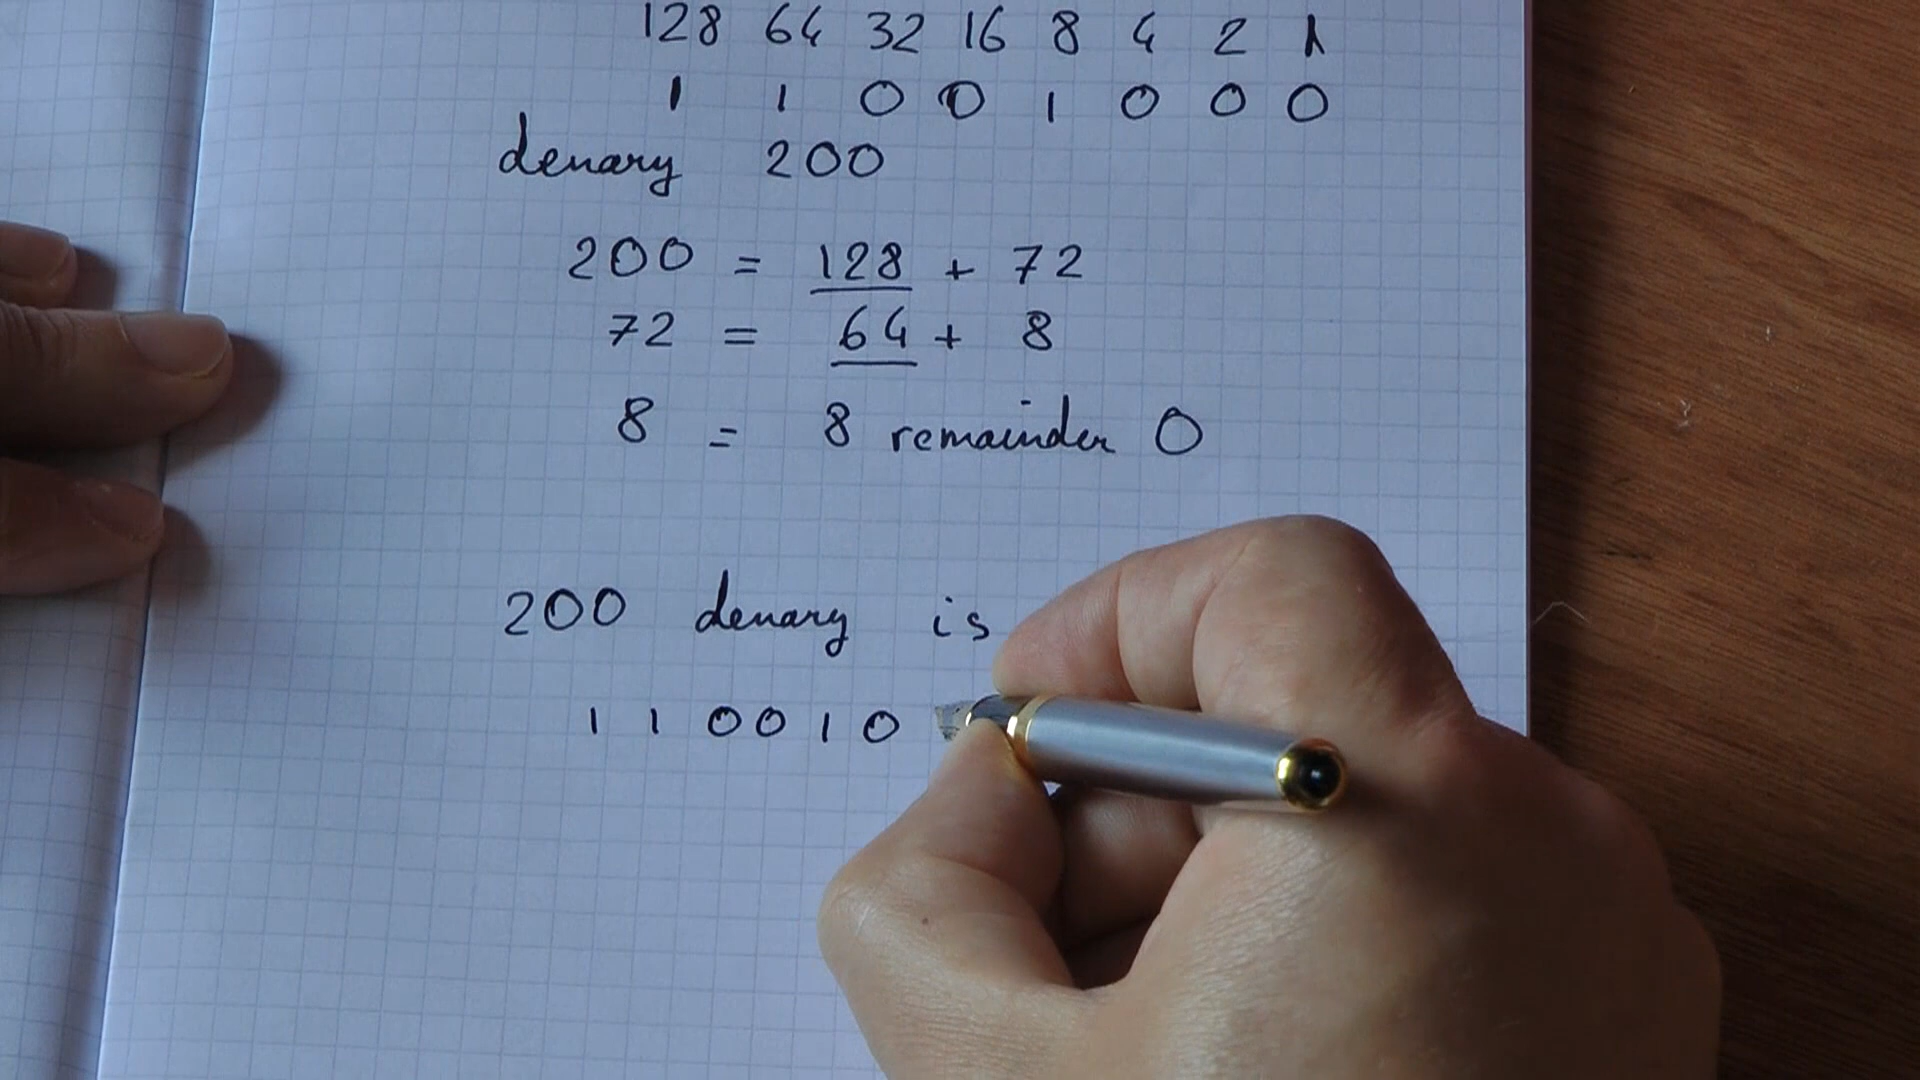 128 64 32 16 8 4 2 1
1 1 0 0 1 0 0 0
denary 200
200 = 128 + 72
72 = 64 + 8
8 = 8 remainder 0
200 denary is
1 1 0 0 1 0